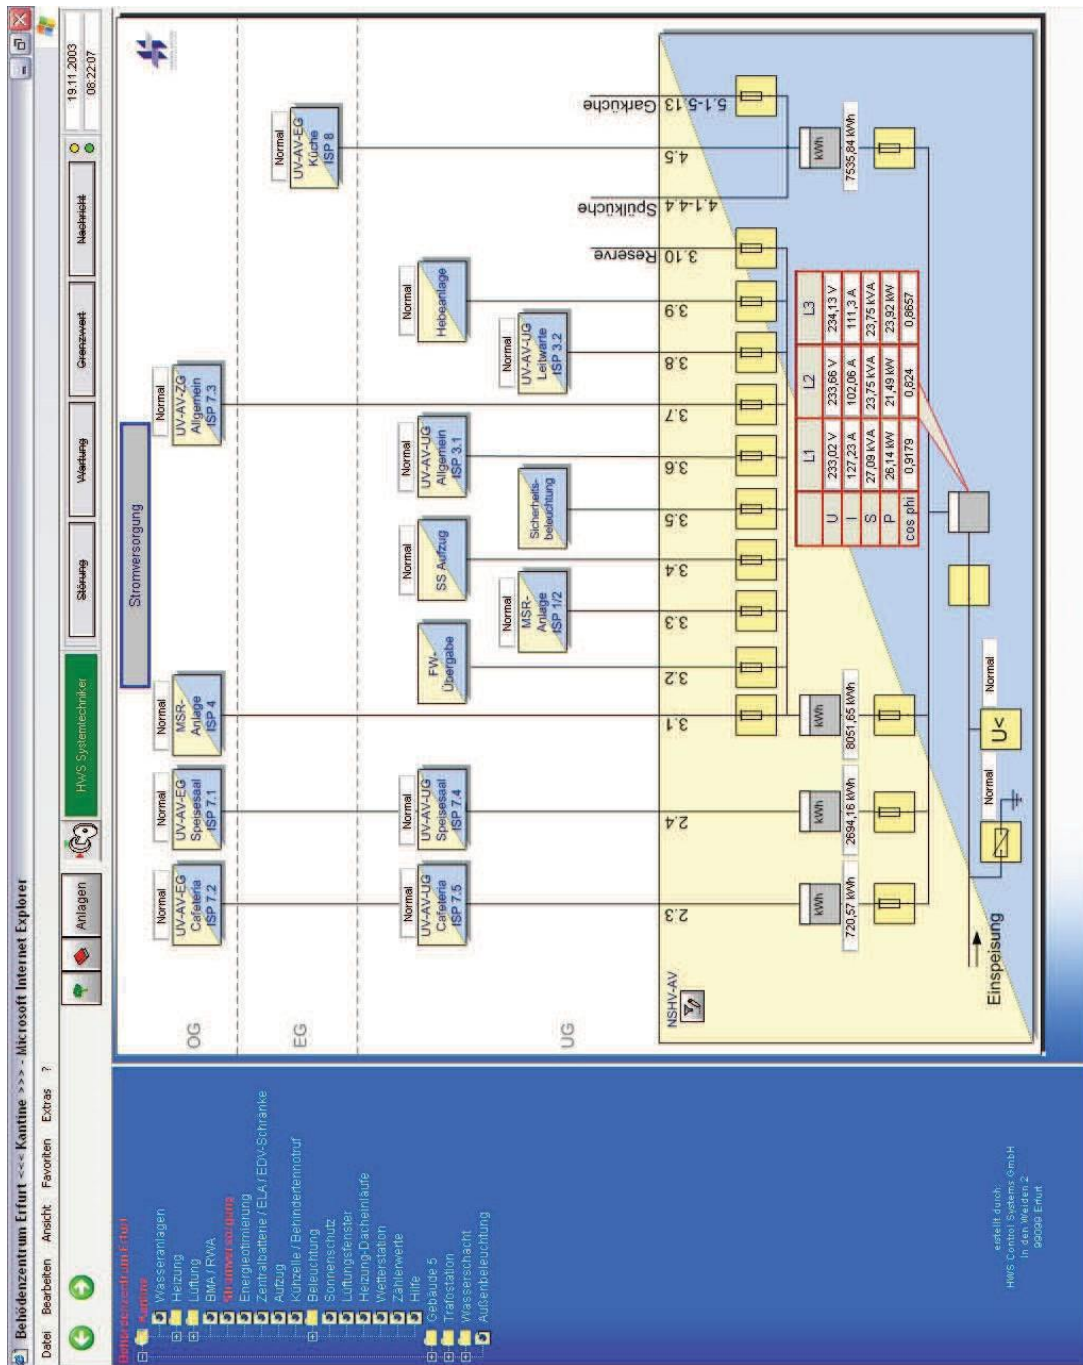 Behödenzentrum Erfurt <<< Kantine >>> - Microsoft Internet Explorer
Datei Bearbeiten Ansicht Favoriten Extras ?
Anlagen
HWS Systemtechniker
Störung
Wartung
Grenzwert
Nachricht
19.11.2003
08:22:07
Behördenzentrum Erfurt
Kantine
Wasseranlagen
Heizung
Lüftung
BMA / RWA
Stromversorgung
Energieotimierung
Zentralbatterie / ELA / EDV-Schränke
Aufzug
Kühzelle / Behindertennotruf
Beleuchtung
Sonnenschutz
Lüftungsfenster
Heizung-Dacheinläufe
Wetterstation
Zählerwerte
Hilfe
Gebäude 5
Trafostation
Wasserschacht
Außenbeleuchtung
erstellt durch:
HWS Control Systems GmbH
In den Weiden 2
99099 Erfurt
Stromversorgung
OG
Normal
UV-AV-EG
Cafeteria
ISP 7.2
Normal
UV-AV-EG
Speisesaal
ISP 7.1
Normal
MSR-
Anlage
ISP 4
Normal
UV-AV-ZG
Allgemein
ISP 7.3
EG
Normal
UV-AV-EG
Küche
ISP 8
UG
Normal
UV-AV-UG
Cafeteria
ISP 7.5
Normal
UV-AV-UG
Speisesaal
ISP 7.4
FW-
Übergabe
Normal
MSR-
Anlage
ISP 1/2
Normal
SS Aufzug
Sicherheits-
beleuchtung
Normal
UV-AV-UG
Allgemein
ISP 3.1
Normal
UV-AV-UG
Leitwarte
ISP 3.2
Normal
Hebeanlage
NSHV-AV
2.3
2.4
3.1
3.2
3.3
3.4
3.5
3.6
3.7
3.8
3.9
3.10 Reserve
4.1-4.4 Spülküche
4.5
5.1-5.13 Garküche
kWh
720,57 kWh
kWh
2694,16 kWh
kWh
8051,65 kWh
kWh
7535,84 kWh
L1 L2 L3
U 233,02 V 233,66 V 234,13 V
I 127,23 A 102,06 A 111,3 A
S 27,09 kVA 23,75 kVA 23,75 kVA
P 26,14 kW 21,49 kW 23,92 kW
cos phi 0,9179 0,824 0,8657
Einspeisung
Normal
U<
Normal